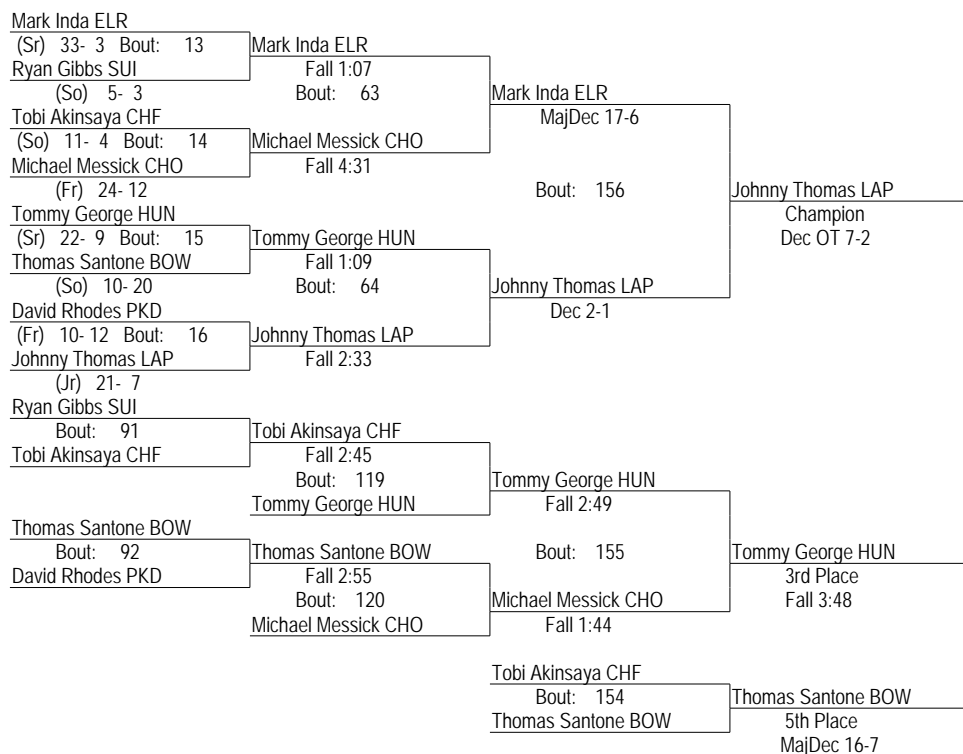 Mark Inda ELR
(Sr) 33- 3 Bout: 13
Ryan Gibbs SUI
(So) 5- 3
Tobi Akinsaya CHF
(So) 11- 4 Bout: 14
Michael Messick CHO
(Fr) 24- 12
Tommy George HUN
(Sr) 22- 9 Bout: 15
Thomas Santone BOW
(So) 10- 20
David Rhodes PKD
(Fr) 10- 12 Bout: 16
Johnny Thomas LAP
(Jr) 21- 7
Mark Inda ELR
Fall 1:07
Bout: 63
Michael Messick CHO
Fall 4:31
Tommy George HUN
Fall 1:09
Bout: 64
Johnny Thomas LAP
Fall 2:33
Mark Inda ELR
MajDec 17-6
Bout: 156
Johnny Thomas LAP
Dec 2-1
Johnny Thomas LAP
Champion
Dec OT 7-2
Ryan Gibbs SUI
Bout: 91
Tobi Akinsaya CHF
Thomas Santone BOW
Bout: 92
David Rhodes PKD
Tobi Akinsaya CHF
Fall 2:45
Bout: 119
Tommy George HUN
Thomas Santone BOW
Fall 2:55
Bout: 120
Michael Messick CHO
Tommy George HUN
Fall 2:49
Bout: 155
Michael Messick CHO
Fall 1:44
Tommy George HUN
3rd Place
Fall 3:48
Tobi Akinsaya CHF
Bout: 154
Thomas Santone BOW
Thomas Santone BOW
5th Place
MajDec 16-7